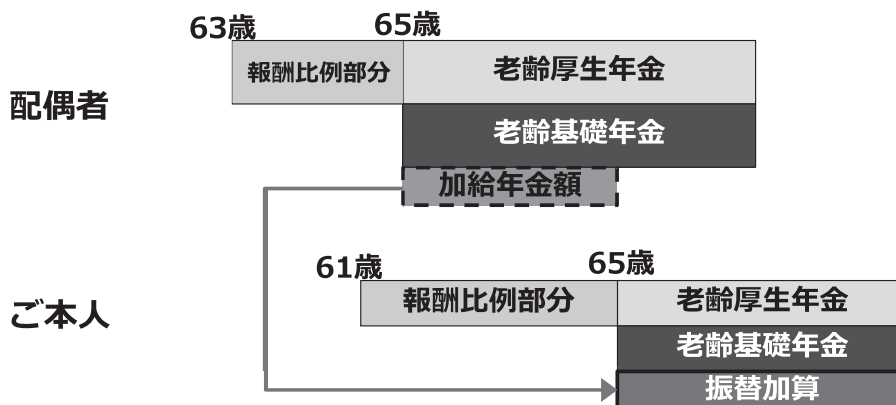 63歳
65歳
配偶者
報酬比例部分
老齢厚生年金
老齢基礎年金
加給年金額
61歳
65歳
ご本人
報酬比例部分
老齢厚生年金
老齢基礎年金
振替加算